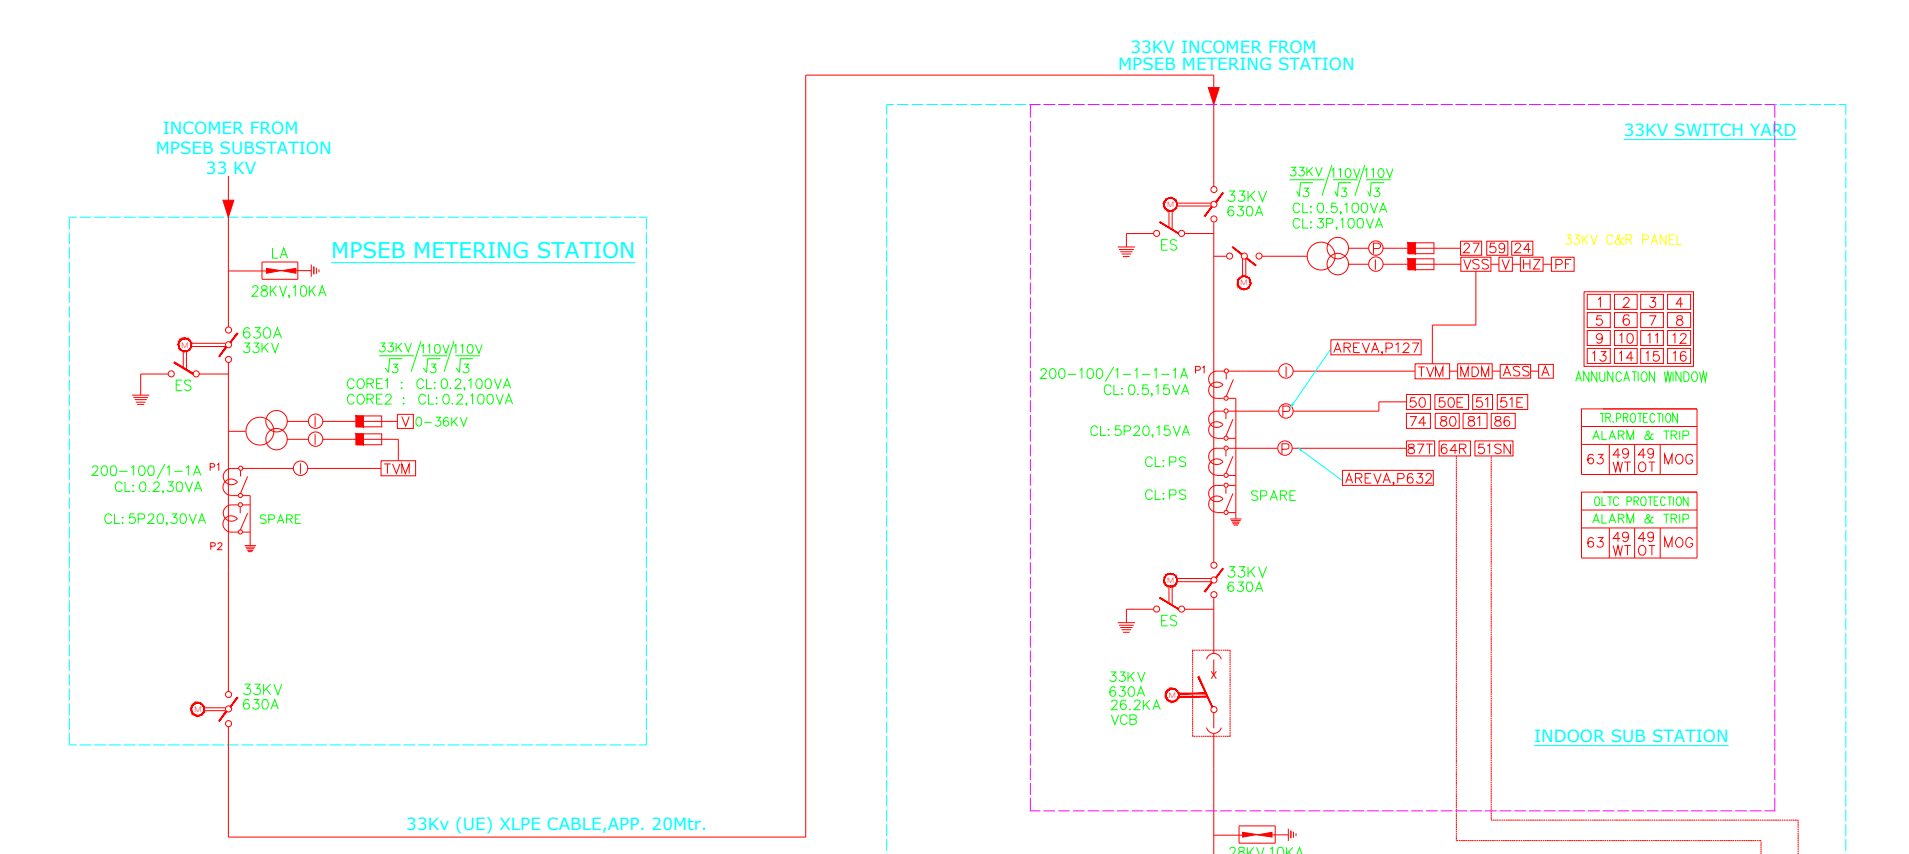 33KV INCOMER FROM
MPSEB METERING STATION
INCOMER FROM
MPSEB SUBSTATION
33 KV
MPSEB METERING STATION
LA
28KV,10KA
630A
33KV
M
ES
33KV/110V/110V
√3 / √3 / √3
CORE1 : CL:0.2,100VA
CORE2 : CL:0.2,100VA
I
V
0-36KV
I
P1
200-100/1-1A
CL:0.2,30VA
I
TVM
CL:5P20,30VA
SPARE
P2
33KV
630A
M
33Kv (UE) XLPE CABLE,APP. 20Mtr.
33KV SWITCH YARD
33KV
630A
M
ES
33KV/110V/110V
√3 / √3 / √3
CL:0.5,100VA
CL:3P,100VA
M
P
27 59 24
I
VSS V HZ PF
33KV C&R PANEL
1 2 3 4
5 6 7 8
9 10 11 12
13 14 15 16
ANNUNCATION WINDOW
AREVA,P127
P1
200-100/1-1-1-1A
CL:0.5,15VA
I
TVM MDM ASS A
CL:5P20,15VA
P
50 50E 51 51E
74 80 81 86
CL:PS
P
87T 64R 51SN
AREVA,P632
CL:PS
SPARE
TR.PROTECTION
ALARM & TRIP
63 49 WT 49 OT MOG
OLTC PROTECTION
ALARM & TRIP
63 49 WT 49 OT MOG
33KV
630A
M
ES
33KV
630A
26.2KA
VCB
M
X
INDOOR SUB STATION
28KV,10KA